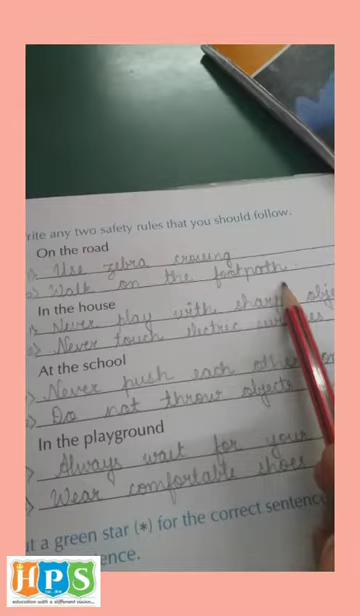 rite any two safety rules that you should follow.
On the road
Use zebra crossing
Walk on the footpath.
In the house
Never play with sharp obje
Never touch electric
At the school
Never push each other on
Do not throw objects
In the playground
Always wait for your
Wear comfortable shoes
t a green star (*) for the correct sentenc
ence.
HPS
education with a different vision...